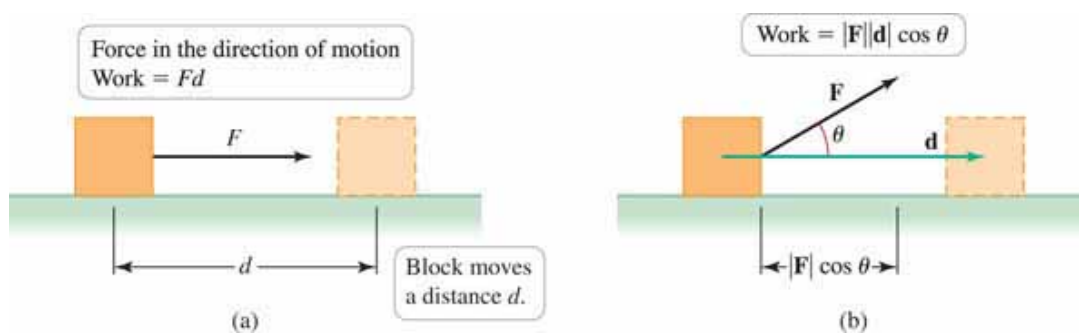 Force in the direction of motion
Work = Fd
F
d
Block moves
a distance d.
(a)
Work = |F||d| cos θ
F
θ
d
|F| cos θ
(b)